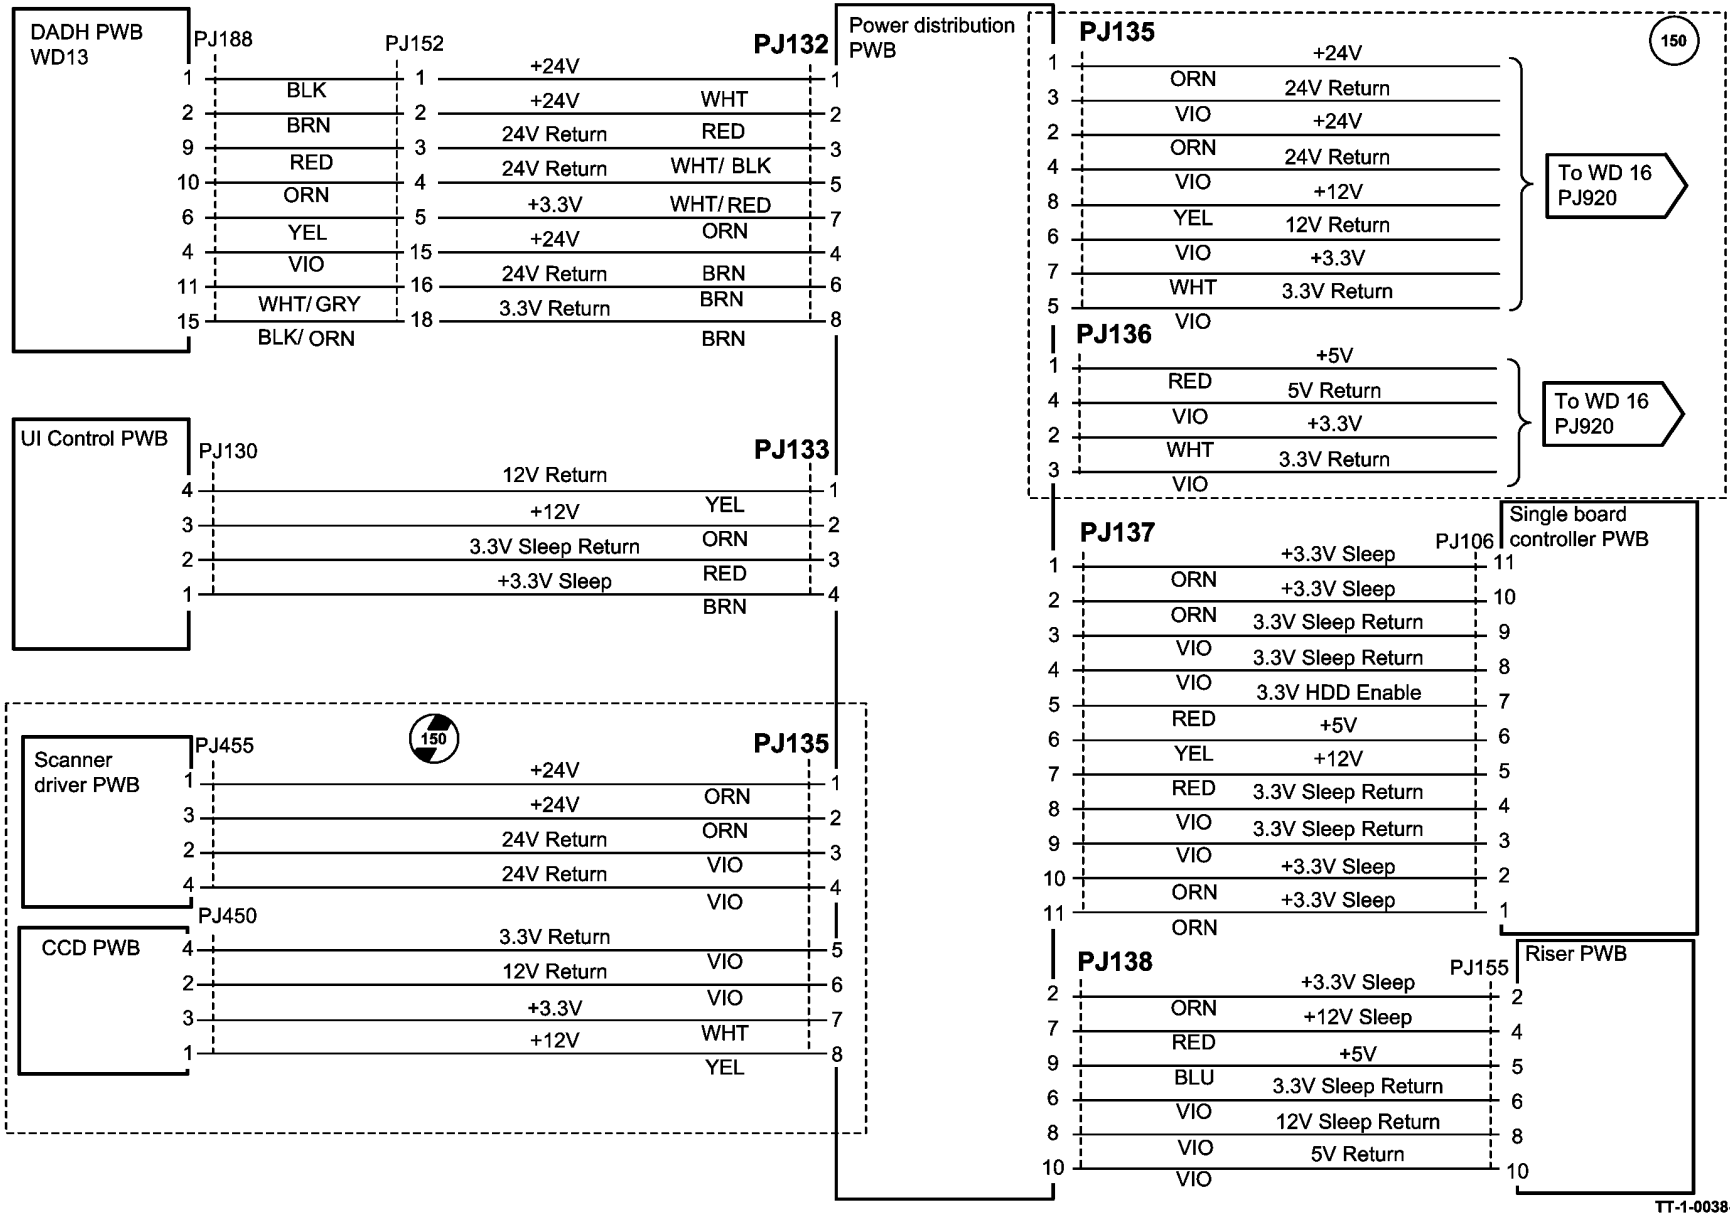 DADH PWB
WD13
PJ188
PJ152
PJ132
1 BLK 1 +24V WHT 1
2 BRN 2 +24V RED 2
9 RED 3 24V Return WHT/ BLK 3
10 ORN 4 24V Return WHT/ RED 5
6 YEL 5 +3.3V ORN 7
4 VIO 15 +24V BRN 4
11 WHT/ GRY 16 24V Return BRN 6
15 BLK/ ORN 18 3.3V Return BRN 8
UI Control PWB
PJ130
PJ133
4 12V Return YEL 1
3 +12V ORN 2
2 3.3V Sleep Return RED 3
1 +3.3V Sleep BRN 4
150
Scanner
driver PWB
PJ455
PJ135
1 +24V ORN 1
3 +24V ORN 2
2 24V Return VIO 3
4 24V Return VIO 4
CCD PWB
PJ450
4 3.3V Return VIO 5
2 12V Return VIO 6
3 +3.3V WHT 7
1 +12V YEL 8
Power distribution
PWB
PJ135
150
1 ORN +24V
3 VIO 24V Return
2 ORN +24V
4 VIO 24V Return
8 YEL +12V
6 VIO 12V Return
7 WHT +3.3V
5 VIO 3.3V Return
To WD 16
PJ920
PJ136
1 RED +5V
4 VIO 5V Return
2 WHT +3.3V
3 VIO 3.3V Return
To WD 16
PJ920
PJ137
PJ106
Single board
controller PWB
1 ORN +3.3V Sleep 11
2 ORN +3.3V Sleep 10
3 VIO 3.3V Sleep Return 9
4 VIO 3.3V Sleep Return 8
5 RED 3.3V HDD Enable 7
6 YEL +5V 6
7 RED +12V 5
8 VIO 3.3V Sleep Return 4
9 VIO 3.3V Sleep Return 3
10 ORN +3.3V Sleep 2
11 ORN +3.3V Sleep 1
PJ138
PJ155
Riser PWB
2 ORN +3.3V Sleep 2
7 RED +12V Sleep 4
9 BLU +5V 5
6 VIO 3.3V Sleep Return 6
8 VIO 12V Sleep Return 8
10 VIO 5V Return 10
TT-1-0038-